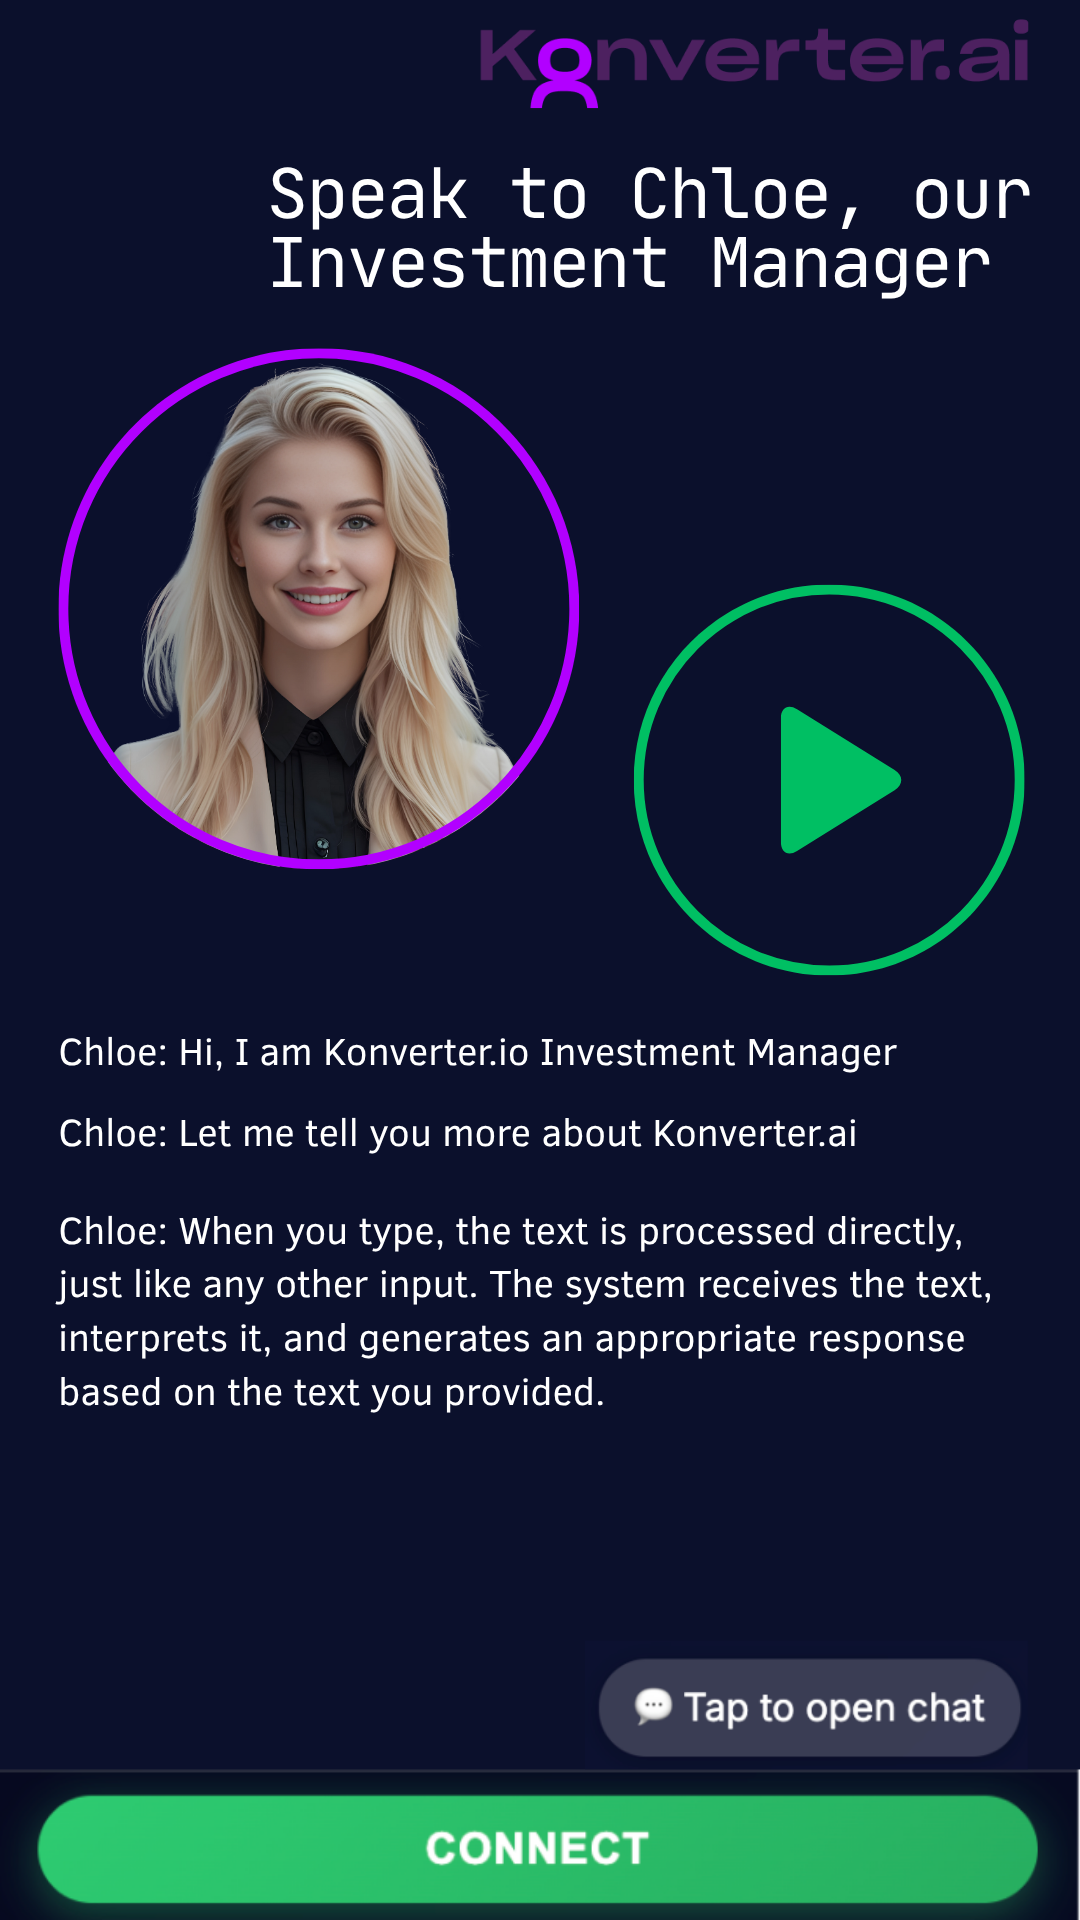 Konverter.ai
Speak to Chloe, our
Investment Manager
Chloe: Hi, I am Konverter.io Investment Manager
Chloe: Let me tell you more about Konverter.ai
Chloe: When you type, the text is processed directly,
just like any other input. The system receives the text,
interprets it, and generates an appropriate response
based on the text you provided.
💬 Tap to open chat
CONNECT